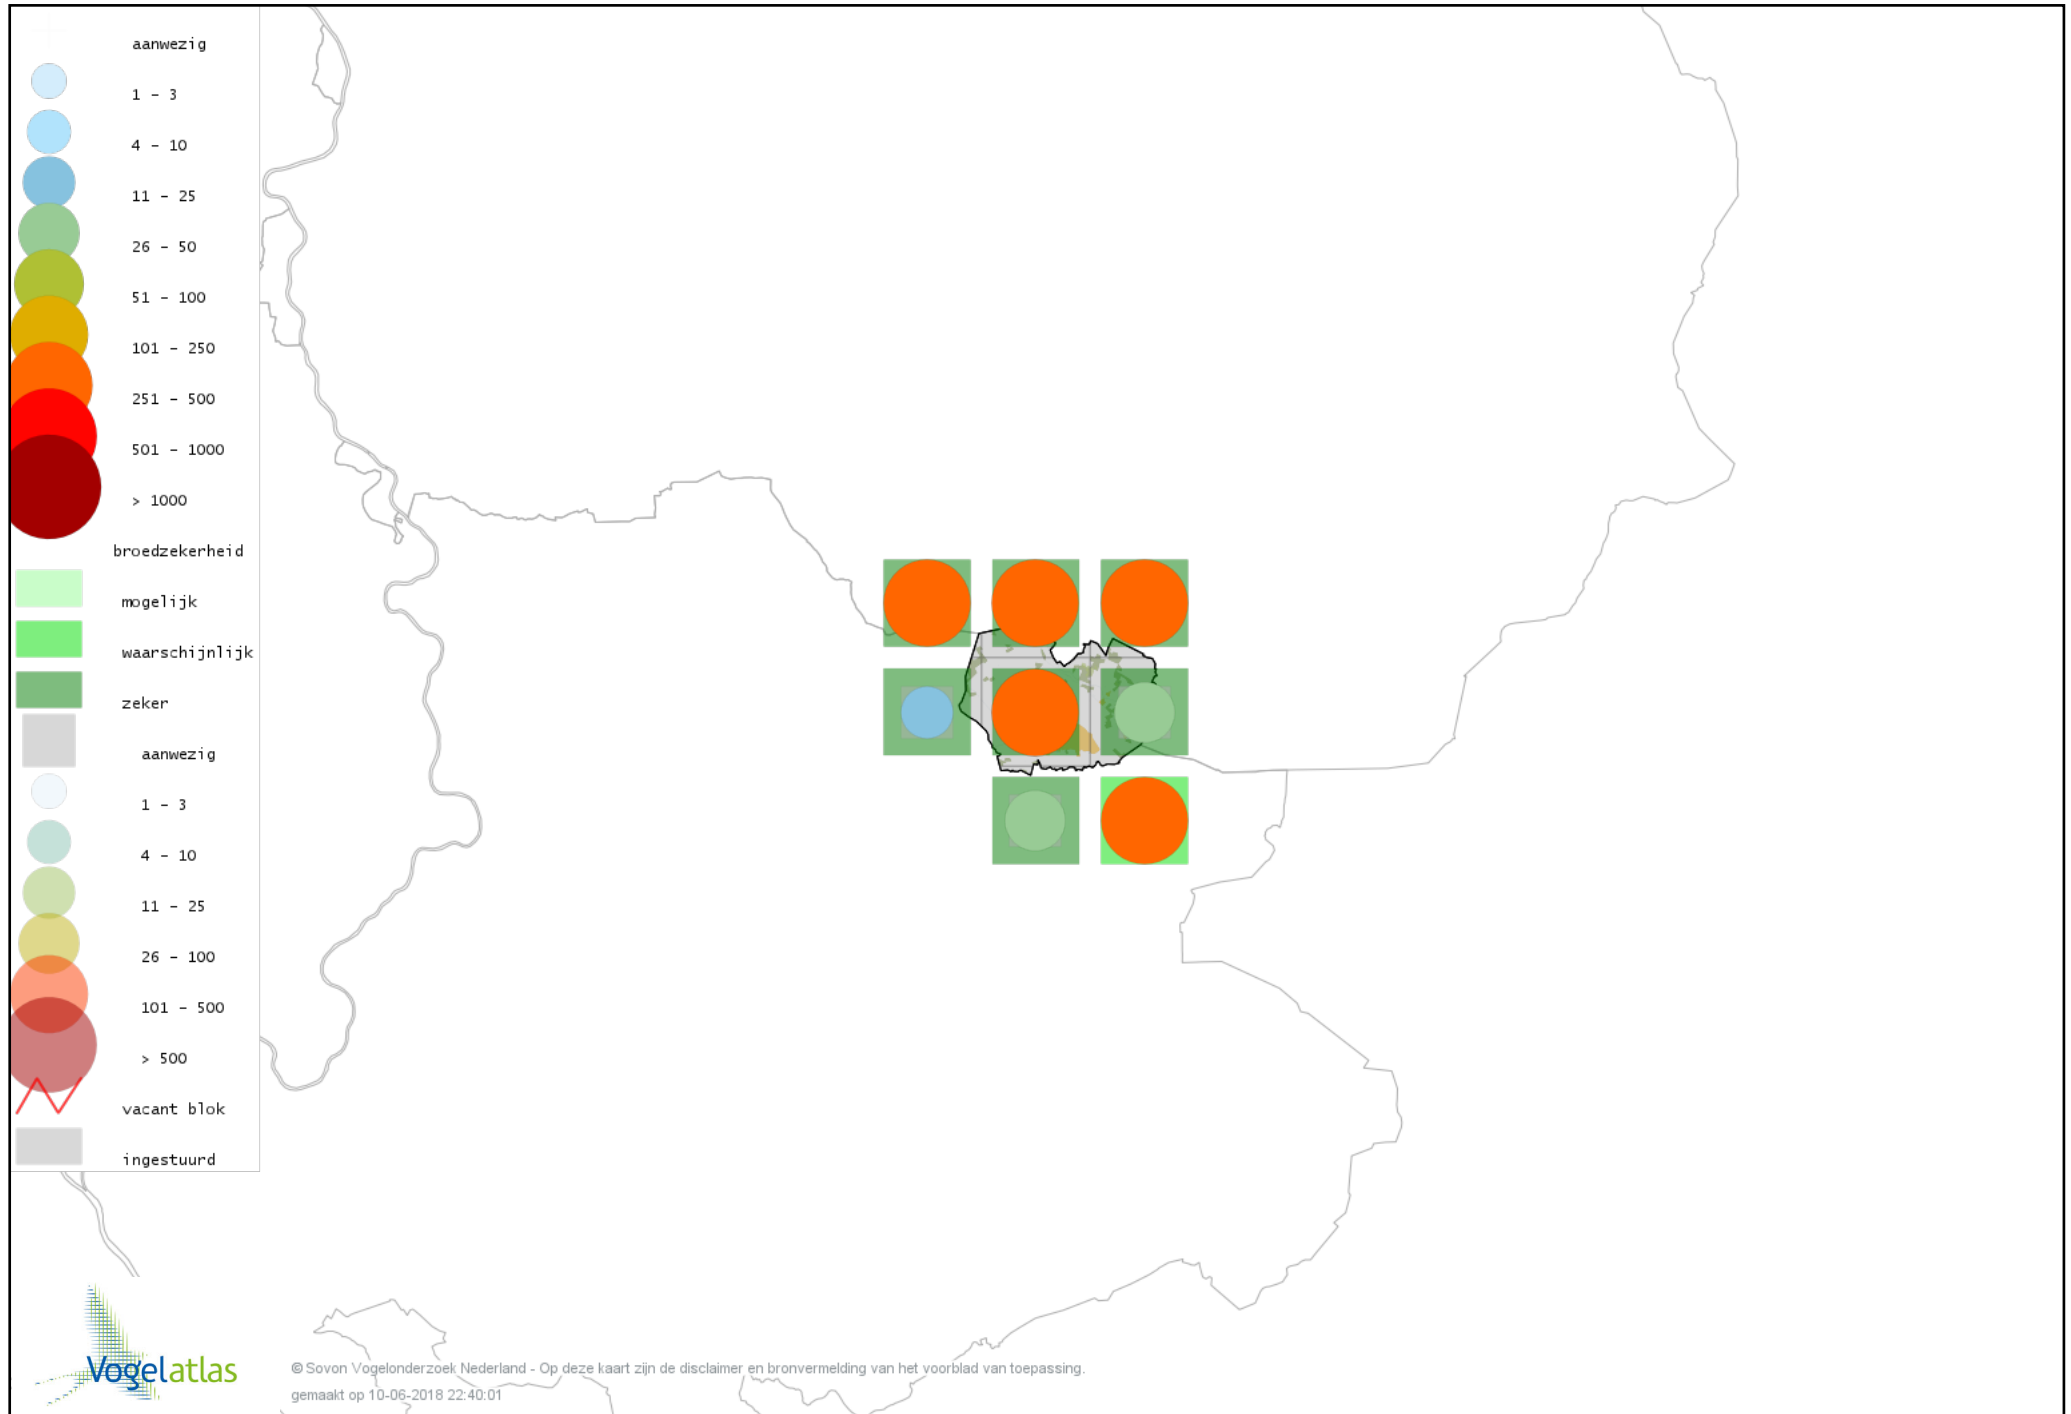 aanwezig
1 - 3
4 - 10
11 - 25
26 - 50
51 - 100
101 - 250
251 - 500
501 - 1000
> 1000
broedzekerheid
mogelijk
waarschijnlijk
zeker
aanwezig
1 - 3
4 - 10
11 - 25
26 - 100
101 - 500
> 500
vacant blok
ingestuurd
Vogelatlas
© Sovon Vogelonderzoek Nederland - Op deze kaart zijn de disclaimer en bronvermelding van het voorblad van toepassing.
gemaakt op 10-06-2018 22:40:01